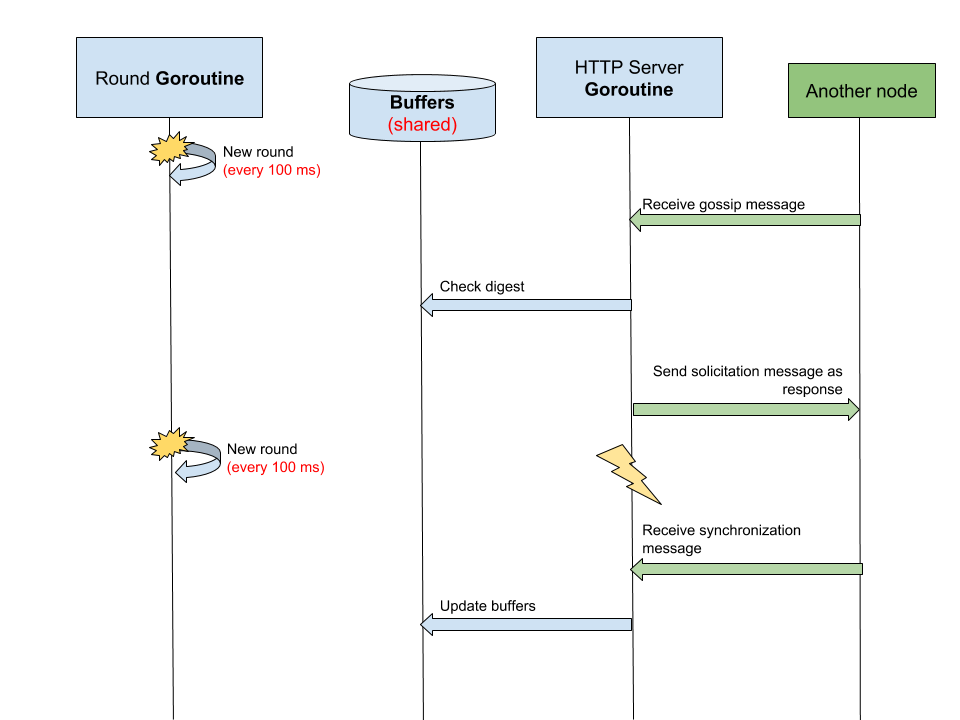 Round Goroutine
Buffers
(shared)
HTTP Server
Goroutine
Another node
New round
(every 100 ms)
Receive gossip message
Check digest
Send solicitation message as
response
New round
(every 100 ms)
Receive synchronization
message
Update buffers